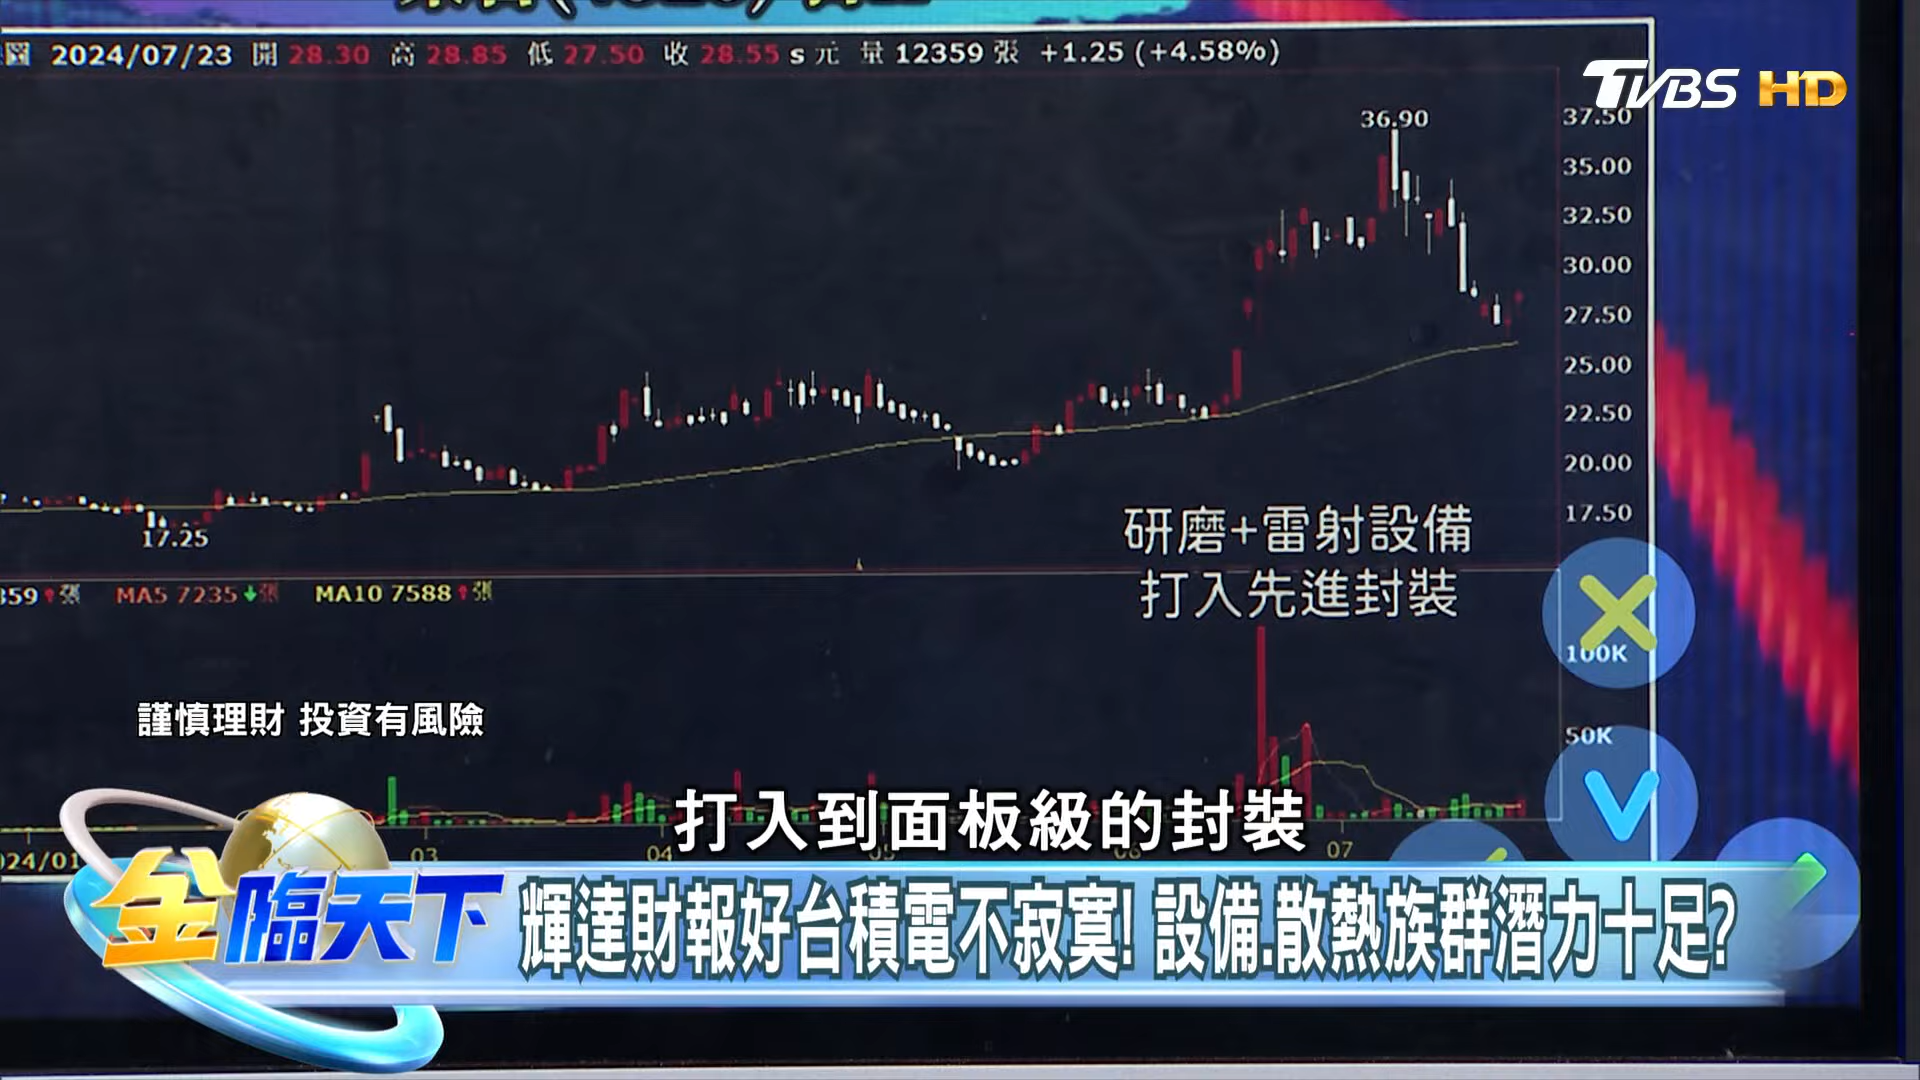 圖 2024/07/23 開 28.30 高 28.85 低 27.50 收 28.55 s 元 量 12359 張 +1.25 (+4.58%)
TVBS HD
36.90
37.50
35.00
32.50
30.00
27.50
25.00
22.50
20.00
17.50
17.25
研磨+雷射設備
打入先進封裝
359 張 MA5 7235 張 MA10 7588 張
100K
50K
謹慎理財 投資有風險
打入到面板級的封裝
03
04
07
金臨天下
輝達財報好台積電不寂寞! 設備.散熱族群潛力十足?